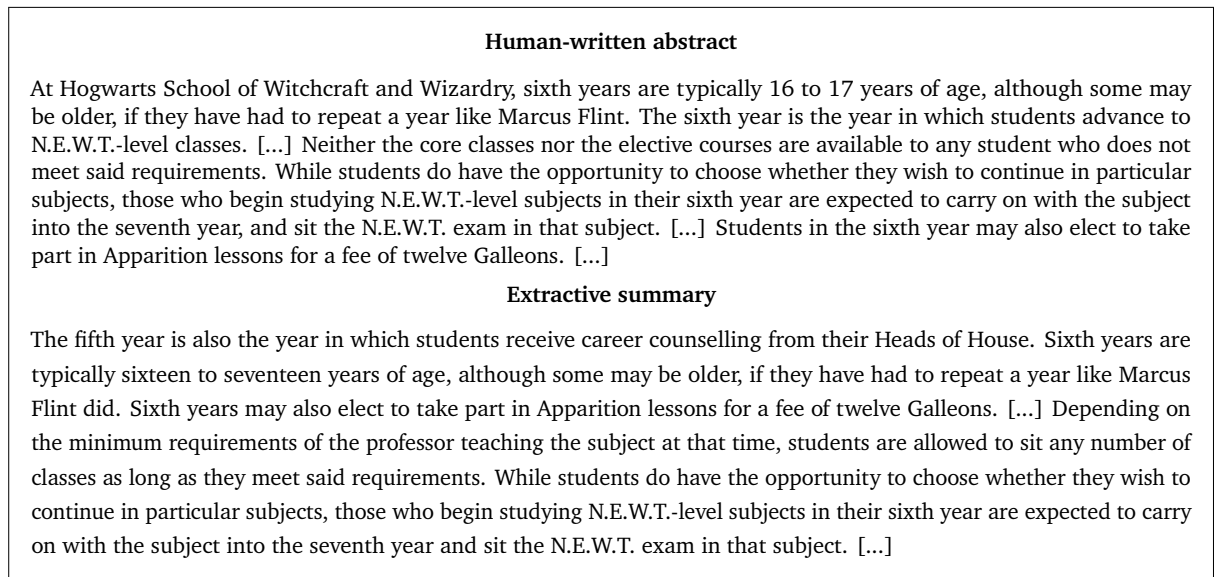 Human-written abstract
At Hogwarts School of Witchcraft and Wizardry, sixth years are typically 16 to 17 years of age, although some may
be older, if they have had to repeat a year like Marcus Flint. The sixth year is the year in which students advance to
N.E.W.T.-level classes. [...] Neither the core classes nor the elective courses are available to any student who does not
meet said requirements. While students do have the opportunity to choose whether they wish to continue in particular
subjects, those who begin studying N.E.W.T.-level subjects in their sixth year are expected to carry on with the subject
into the seventh year, and sit the N.E.W.T. exam in that subject. [...] Students in the sixth year may also elect to take
part in Apparition lessons for a fee of twelve Galleons. [...]
Extractive summary
The fifth year is also the year in which students receive career counselling from their Heads of House. Sixth years are
typically sixteen to seventeen years of age, although some may be older, if they have had to repeat a year like Marcus
Flint did. Sixth years may also elect to take part in Apparition lessons for a fee of twelve Galleons. [...] Depending on
the minimum requirements of the professor teaching the subject at that time, students are allowed to sit any number of
classes as long as they meet said requirements. While students do have the opportunity to choose whether they wish to
continue in particular subjects, those who begin studying N.E.W.T.-level subjects in their sixth year are expected to carry
on with the subject into the seventh year and sit the N.E.W.T. exam in that subject. [...]